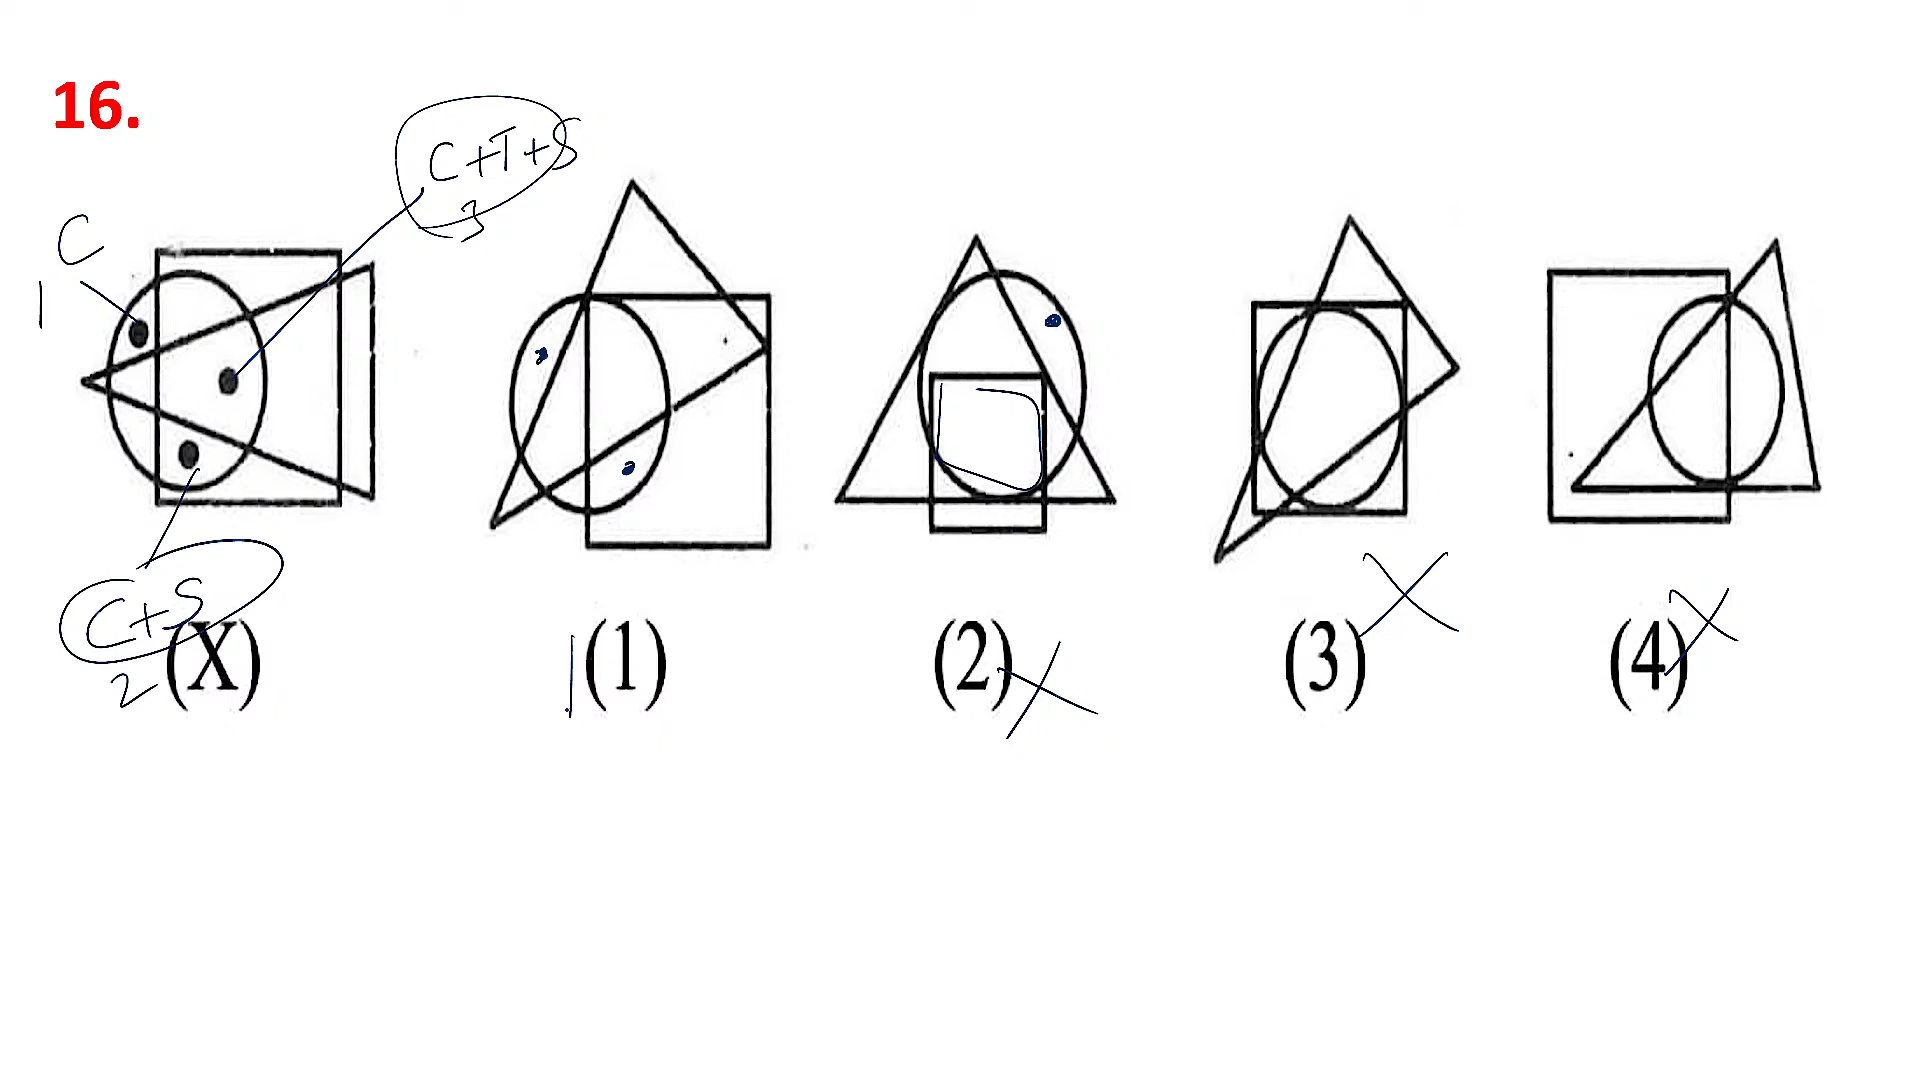 16.
C+T+S
3
C
1
C+S
2
(X) (1) (2) (3) (4)